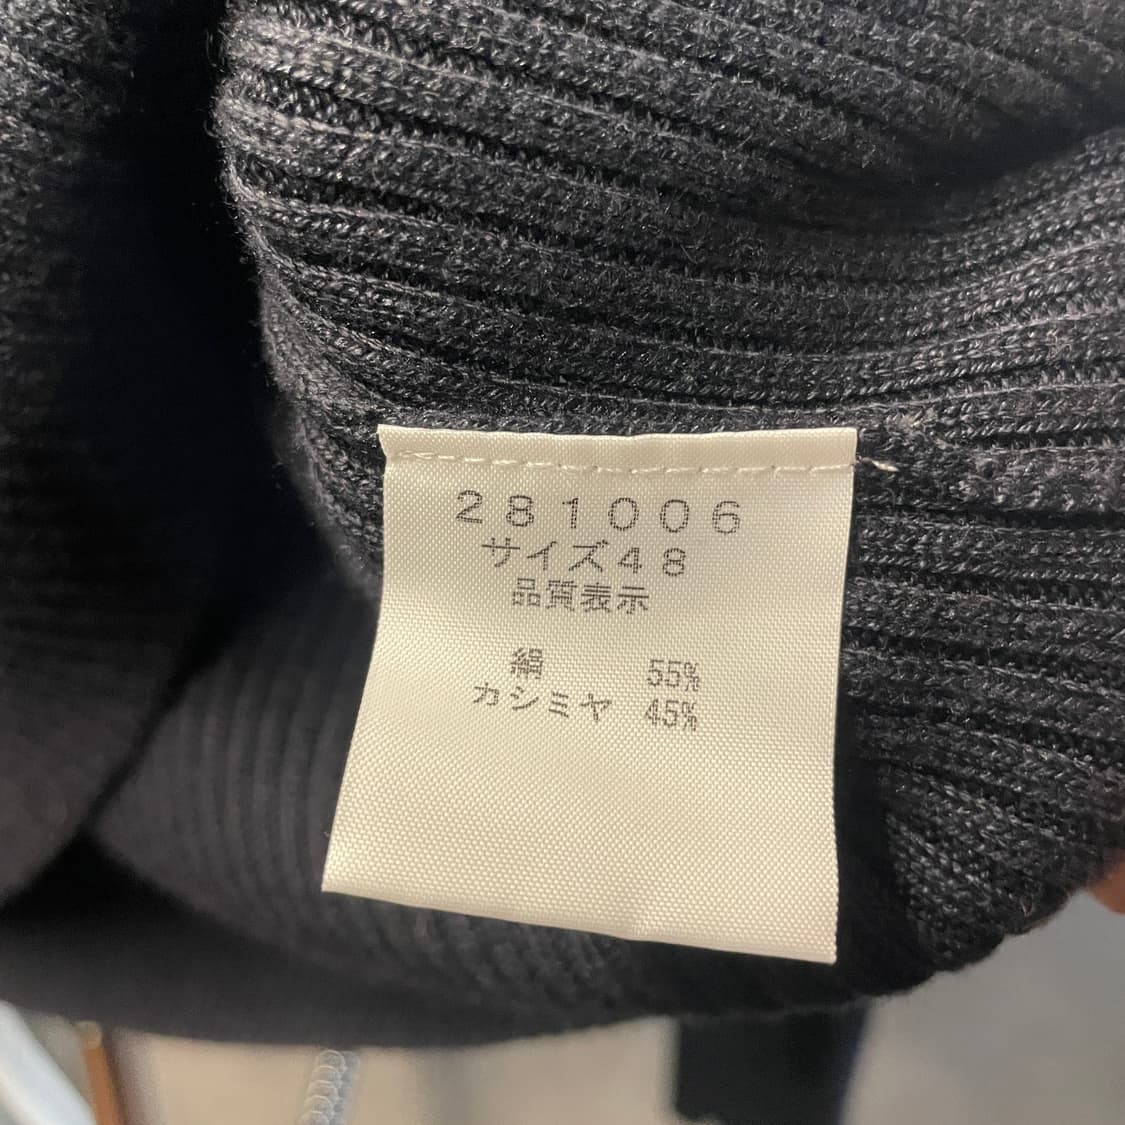 281006
サイズ48
品質表示
絹 55%
カシミヤ 45%